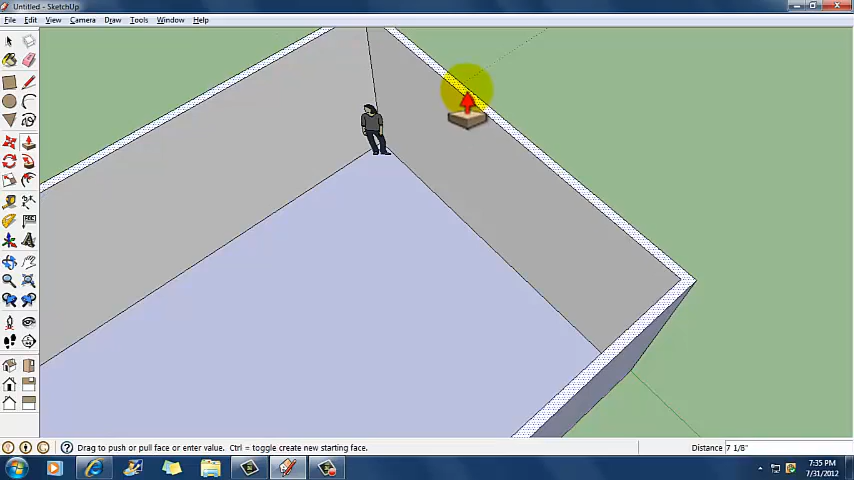 Untitled - SketchUp
File Edit View Camera Draw Tools Window Help
Drag to push or pull face or enter value. Ctrl = toggle create new starting face. Distance 7 1/8"
7:35 PM
7/31/2012